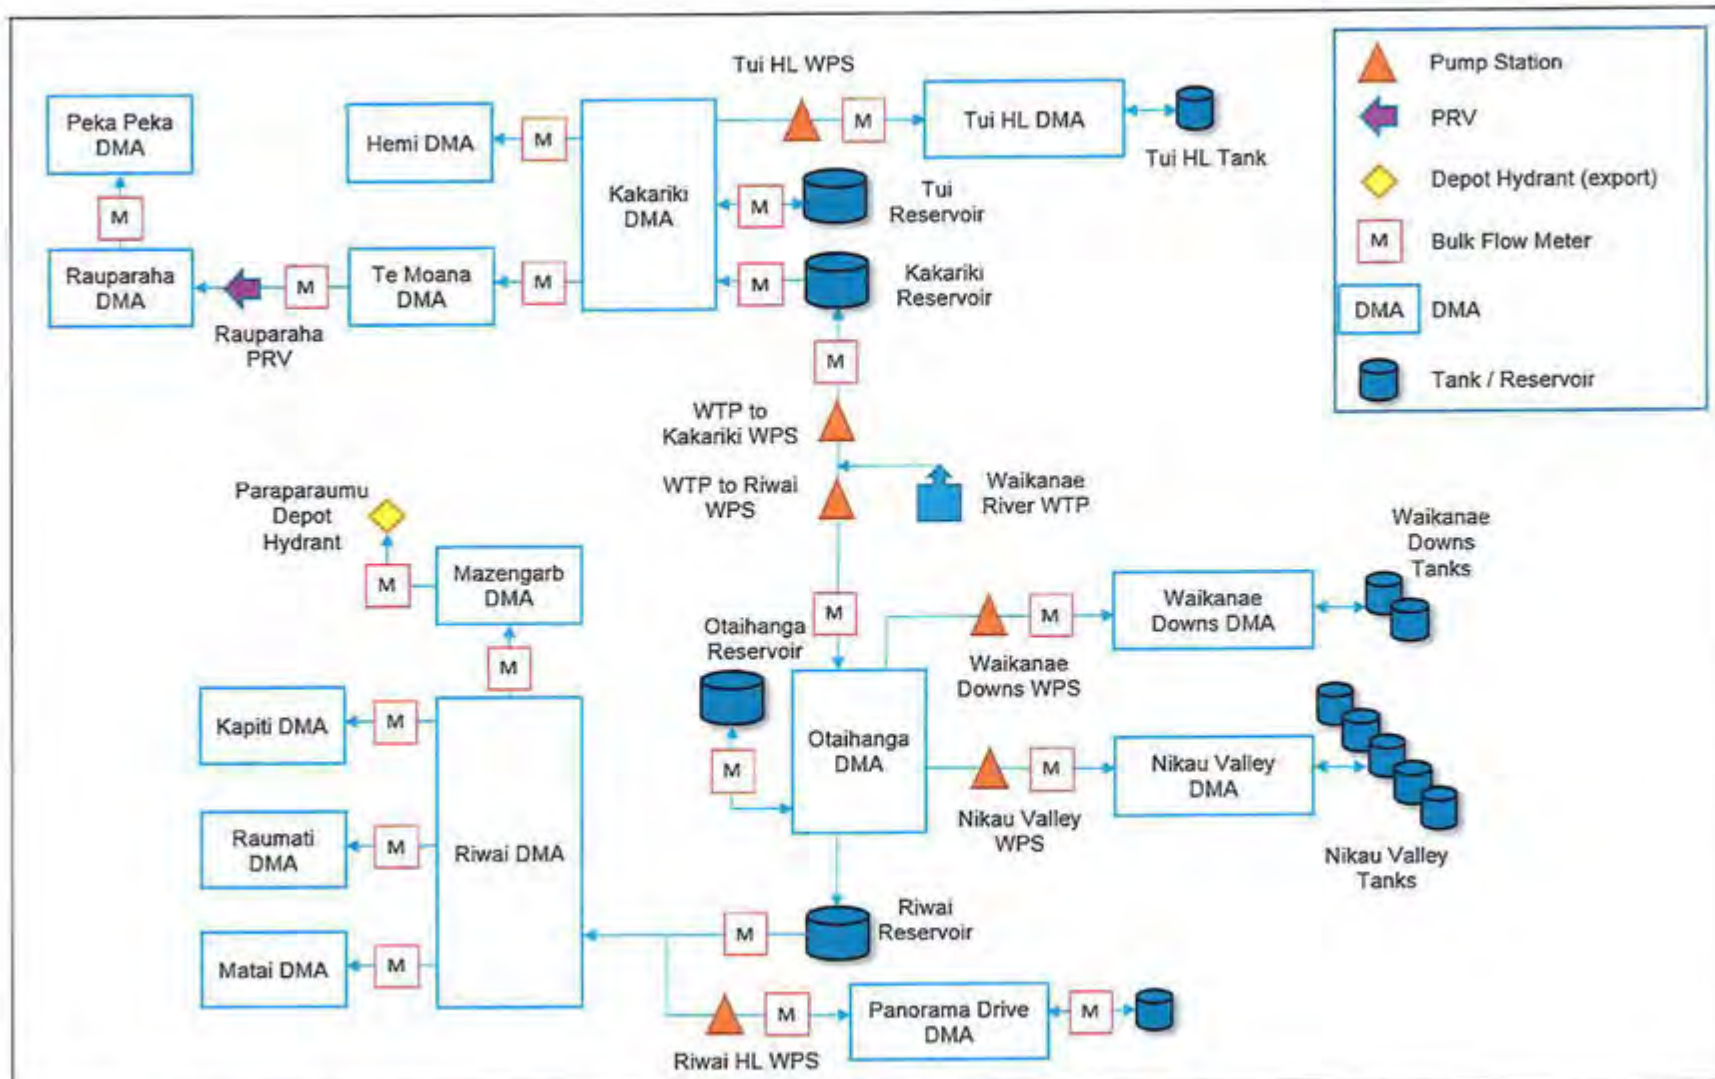 Tui HL WPS
Peka Peka
DMA
Hemi DMA
M
Kakariki
DMA
M
Tui HL DMA
Tui HL Tank
M
M
Tui
Reservoir
Rauparaha
DMA
M
Te Moana
DMA
M
M
Kakariki
Reservoir
Rauparaha
PRV
M
WTP to
Kakariki WPS
WTP to Riwai
WPS
Waikanae
River WTP
Pump Station
PRV
Depot Hydrant (export)
M
Bulk Flow Meter
DMA
DMA
Tank / Reservoir
Paraparaumu
Depot
Hydrant
M
Mazengarb
DMA
M
Kapiti DMA
M
Raumati
DMA
M
Matai DMA
M
Riwai DMA
M
Otaihanga
Reservoir
M
Otaihanga
DMA
Waikanae
Downs WPS
M
Waikanae
Downs DMA
Waikanae
Downs
Tanks
Nikau Valley
WPS
M
Nikau Valley
DMA
Nikau Valley
Tanks
M
Riwai
Reservoir
Riwai HL WPS
M
Panorama Drive
DMA
M